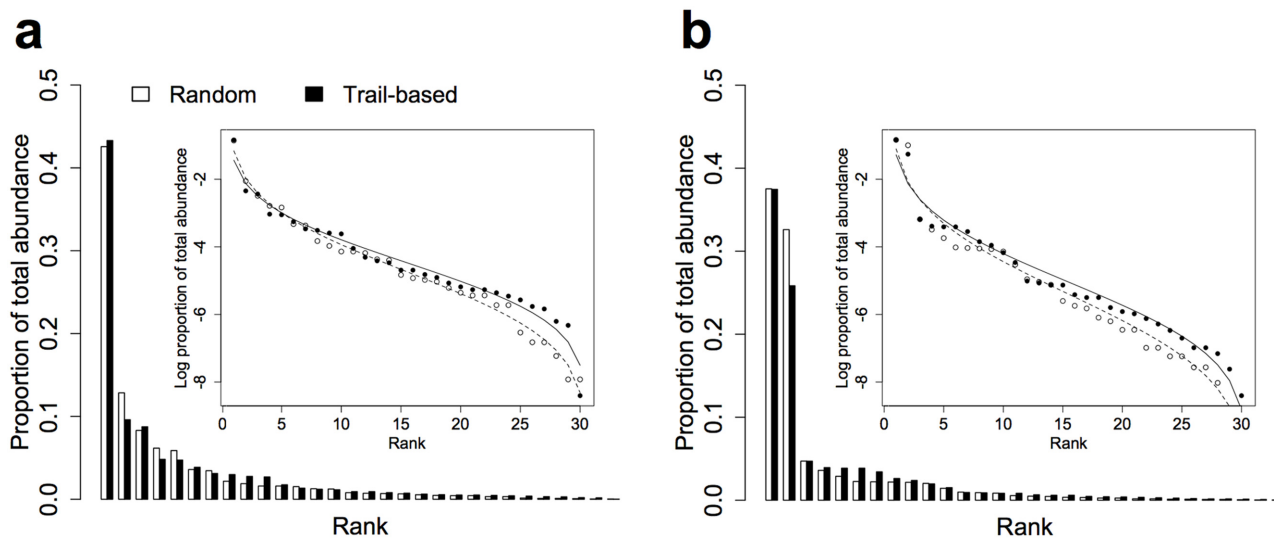 a
Random
Trail-based
Proportion of total abundance
0.5
0.4
0.3
0.2
0.1
0.0
Rank
Log proportion of total abundance
-2
-4
-6
-8
0 5 10 15 20 25 30
Rank
b
Proportion of total abundance
0.5
0.4
0.3
0.2
0.1
0.0
Rank
Log proportion of total abundance
-2
-4
-6
-8
0 5 10 15 20 25 30
Rank